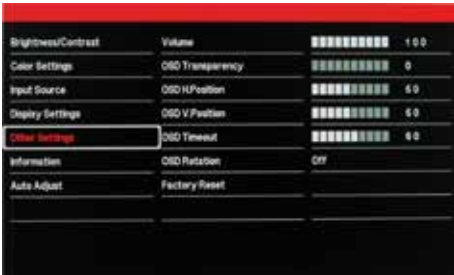 Brightness/Contrast Volume 100
Color Settings OSD Transparency 0
Input Source OSD H.Position 50
Display Settings OSD V.Position 50
Other Settings OSD Timeout 60
Information OSD Rotation Off
Auto Adjust Factory Reset